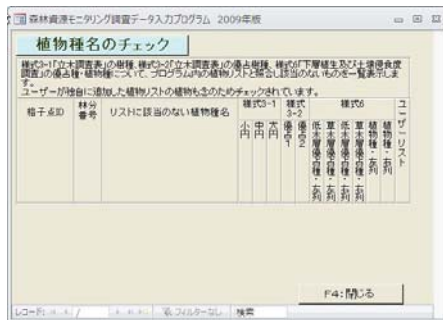 森林資源モニタリング調査データ入力プログラム 2009年版
植物種名のチェック
様式3-1「立木調査表」の樹種、様式3-2「立木調査表」の優占樹種、様式6「下層植生及び土壌侵食度
調査」の優占種・植物種について、プログラム内の植物リストと照合し該当のないものを一覧表示しま
す。
ユーザーが独自に追加した植物リストの植物も念のためチェックされています。
格子点ID
林分番号
リストに該当のない植物種名
様式3-1
小円
中円
大円
様式3-2
優占1
優占2
様式6
低木層優占種・左列
草本層優占種・左列
低木層優占種・右列
草本層優占種・右列
植物種・左列
植物種・右列
ユーザーリスト
F4:閉じる
レコード: /
フィルターなし
検索